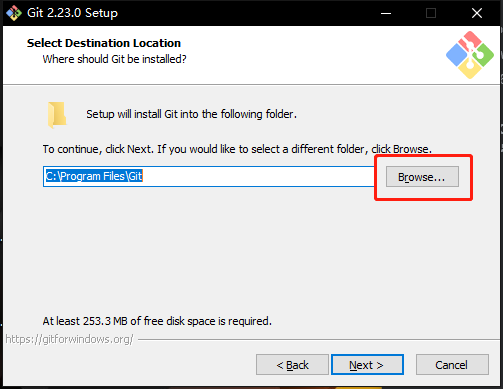 Git 2.23.0 Setup
Select Destination Location
Where should Git be installed?
Setup will install Git into the following folder.
To continue, click Next. If you would like to select a different folder, click Browse.
C:\Program Files\Git
Browse...
At least 253.3 MB of free disk space is required.
https://gitforwindows.org/
< Back
Next >
Cancel